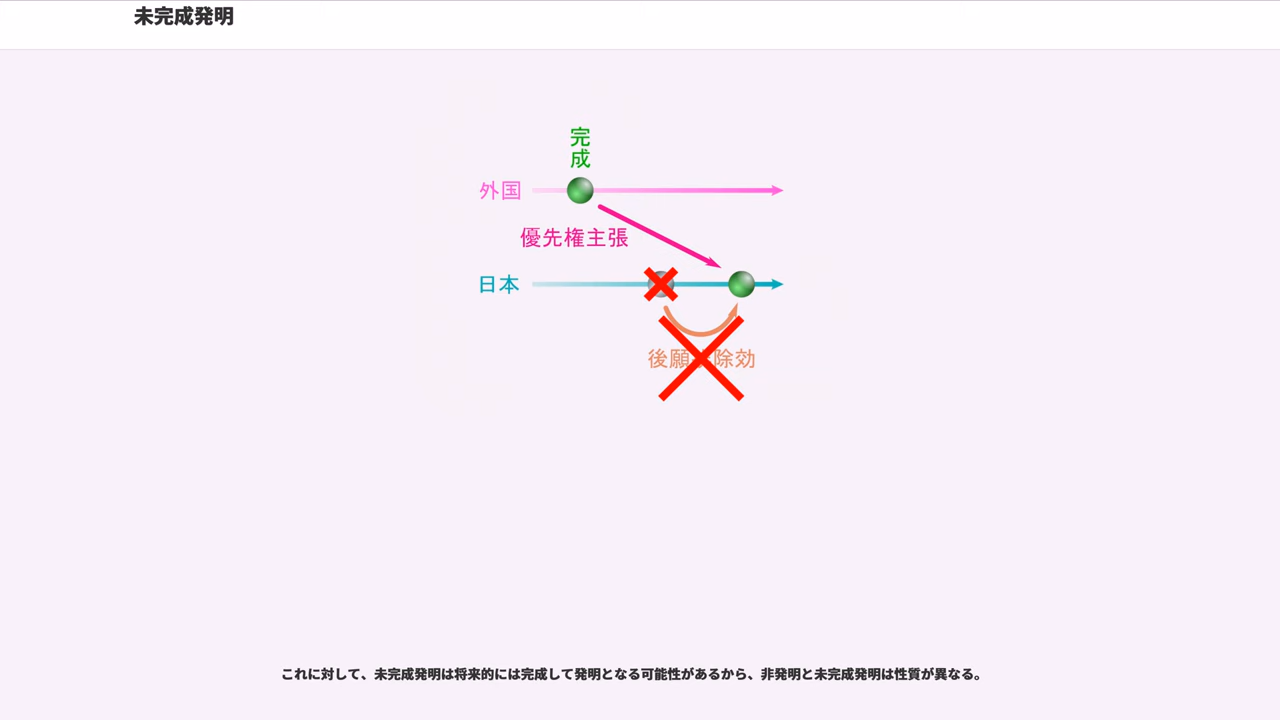 未完成発明
完成
外国
優先権主張
日本
後願 除効
これに対して、未完成発明は将来的には完成して発明となる可能性があるから、非発明と未完成発明は性質が異なる。